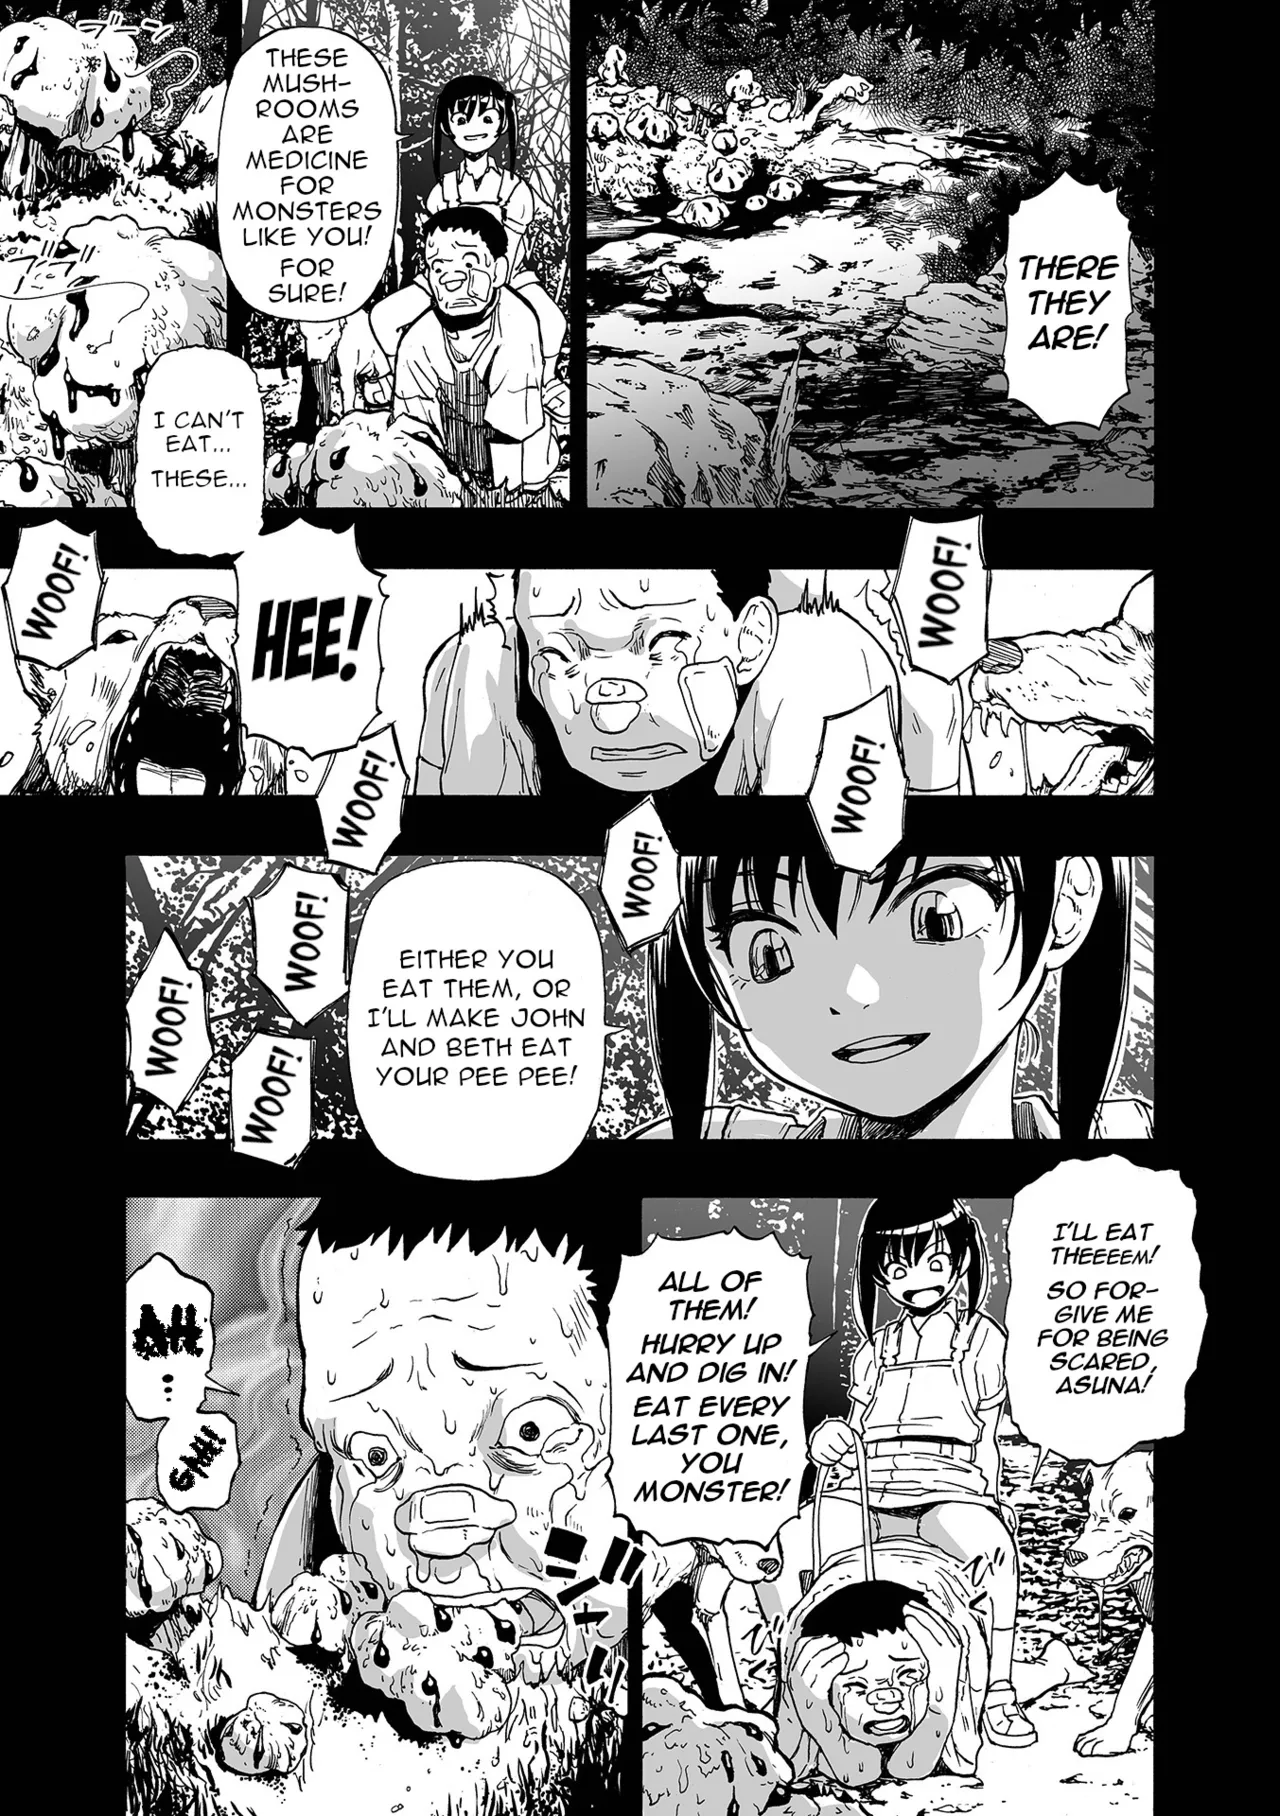 THERE
THEY
ARE!
THESE
MUSH-
ROOMS
ARE
MEDICINE
FOR
MONSTERS
LIKE YOU!
FOR
SURE!
I CAN'T
EAT...
THESE...
WOOF!
WOOF!
HEE!
WOOF!
WOOF!
WOOF!
EITHER YOU
EAT THEM, OR
I'LL MAKE JOHN
AND BETH EAT
YOUR PEE PEE!
WOOF!
WOOF!
WOOF!
I'LL EAT
THEEEEM!
SO FOR-
GIVE ME
FOR BEING
SCARED,
ASUNA!
ALL OF
THEM!
HURRY UP
AND DIG IN!
EAT EVERY
LAST ONE,
YOU
MONSTER!
AH
...